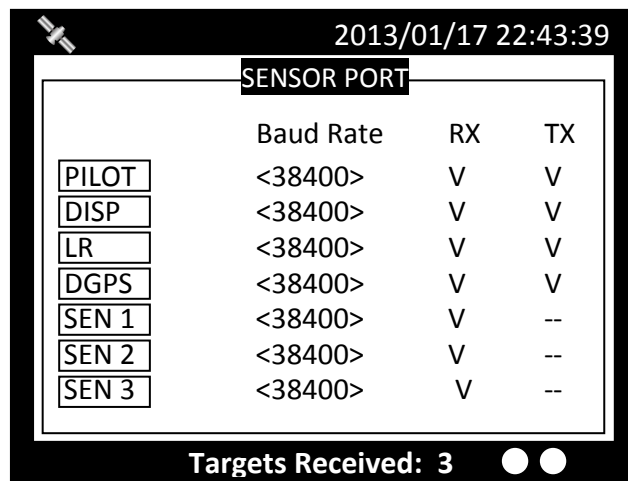 2013/01/17 22:43:39
SENSOR PORT
Baud Rate RX TX
PILOT <38400> V V
DISP <38400> V V
LR <38400> V V
DGPS <38400> V V
SEN 1 <38400> V --
SEN 2 <38400> V --
SEN 3 <38400> V --
Targets Received: 3